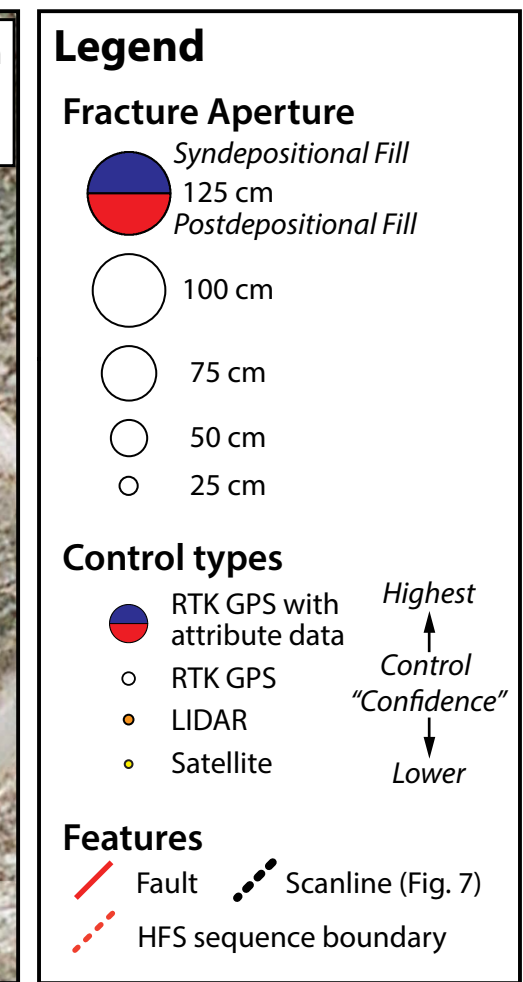 Legend
Fracture Aperture
Syndepositional Fill
125 cm
Postdepositional Fill
100 cm
75 cm
50 cm
25 cm
Control types
RTK GPS with
attribute data
RTK GPS
LIDAR
Satellite
Highest
Control
"Confidence"
Lower
Features
Fault
Scanline (Fig. 7)
HFS sequence boundary